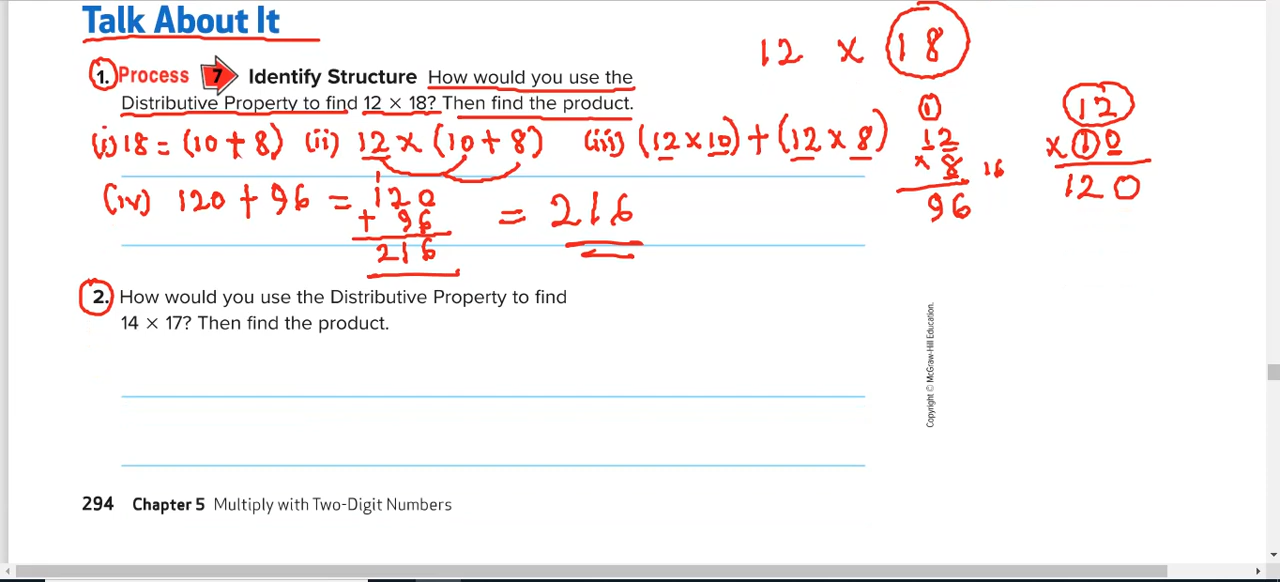 Talk About It
12 × 18
1. Process 7 Identify Structure How would you use the
Distributive Property to find 12 × 18? Then find the product.
(i) 18 = (10 + 8) (ii) 12 × (10 + 8) (iii) (12 × 10) + (12 × 8)
(iv) 120 + 96 = 120
+ 96
216
= 216
1
12
× 8 16
96
12
× 10
120
2. How would you use the Distributive Property to find
14 × 17? Then find the product.
Copyright © McGraw-Hill Education.
294 Chapter 5 Multiply with Two-Digit Numbers